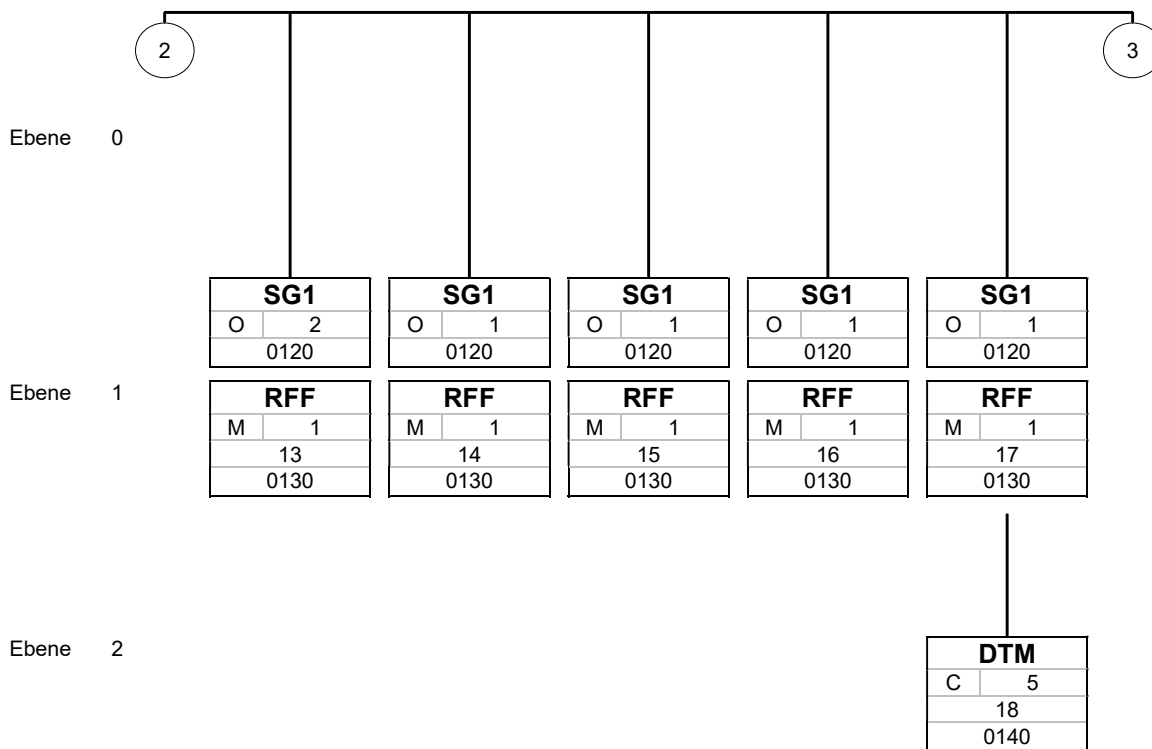 2 3
Ebene 0
SG1 SG1 SG1 SG1 SG1
O 2 O 1 O 1 O 1 O 1
0120 0120 0120 0120 0120
Ebene 1
RFF RFF RFF RFF RFF
M 1 M 1 M 1 M 1 M 1
13 14 15 16 17
0130 0130 0130 0130 0130
Ebene 2
DTM
C 5
18
0140